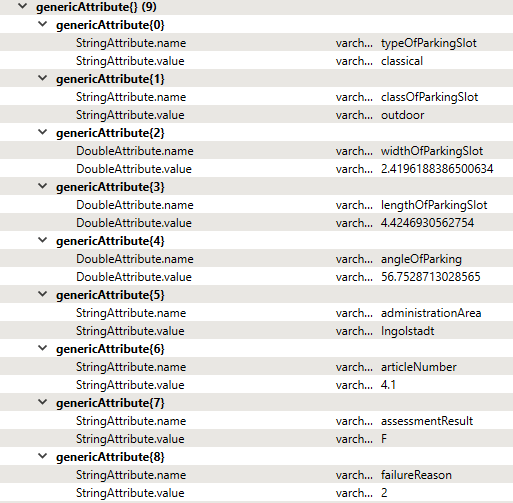 genericAttribute{} (9)
genericAttribute{0}
StringAttribute.name varch... typeOfParkingSlot
StringAttribute.value varch... classical
genericAttribute{1}
StringAttribute.name varch... classOfParkingSlot
StringAttribute.value varch... outdoor
genericAttribute{2}
DoubleAttribute.name varch... widthOfParkingSlot
DoubleAttribute.value varch... 2.4196188386500634
genericAttribute{3}
DoubleAttribute.name varch... lengthOfParkingSlot
DoubleAttribute.value varch... 4.4246930562754
genericAttribute{4}
DoubleAttribute.name varch... angleOfParking
DoubleAttribute.value varch... 56.7528713028565
genericAttribute{5}
StringAttribute.name varch... administrationArea
StringAttribute.value varch... Ingolstadt
genericAttribute{6}
StringAttribute.name varch... articleNumber
StringAttribute.value varch... 4.1
genericAttribute{7}
StringAttribute.name varch... assessmentResult
StringAttribute.value varch... F
genericAttribute{8}
StringAttribute.name varch... failureReason
StringAttribute.value varch... 2